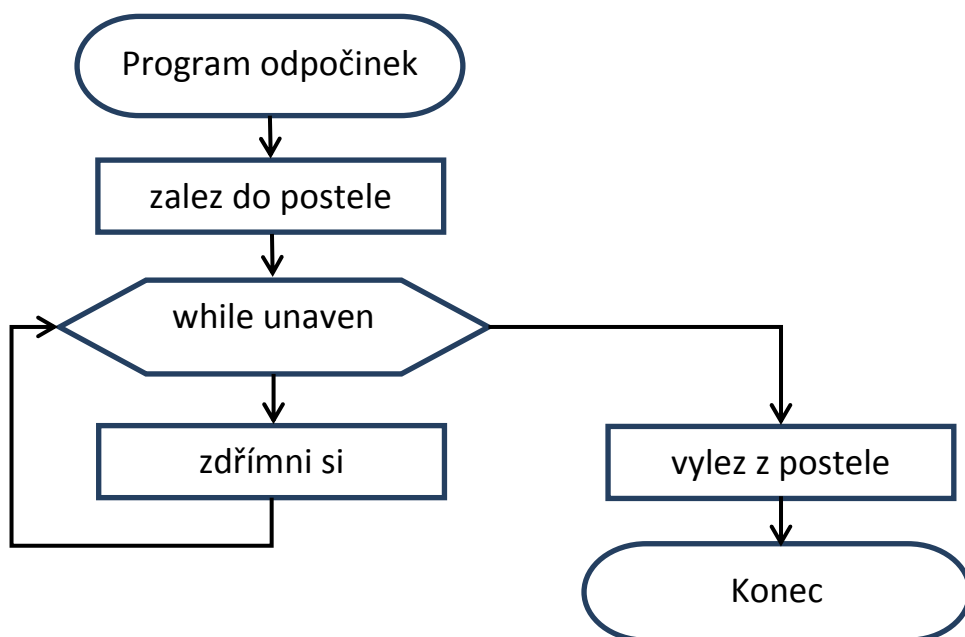 Program odpočinek
zalez do postele
while unaven
zdřímni si
vylez z postele
Konec